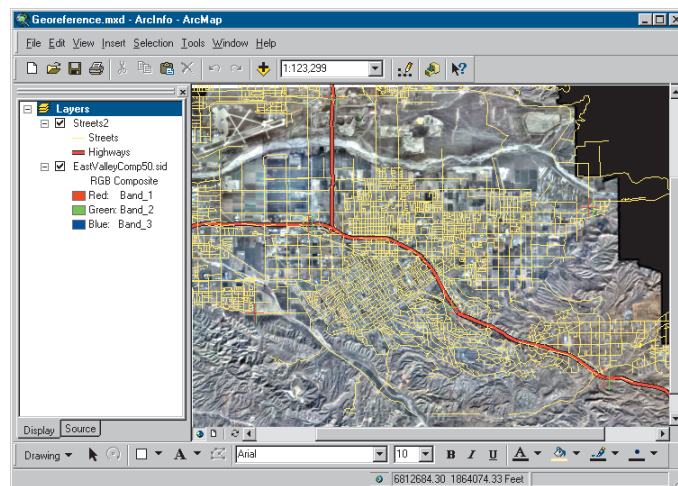 Georeference.mxd - ArcInfo - ArcMap
File Edit View Insert Selection Tools Window Help
1:123,299
Layers
Streets2
Streets
Highways
EastValleyComp50.sid
RGB Composite
Red: Band_1
Green: Band_2
Blue: Band_3
Display Source
Drawing A Arial 10 B I U A
6812684.30 1864074.33 Feet